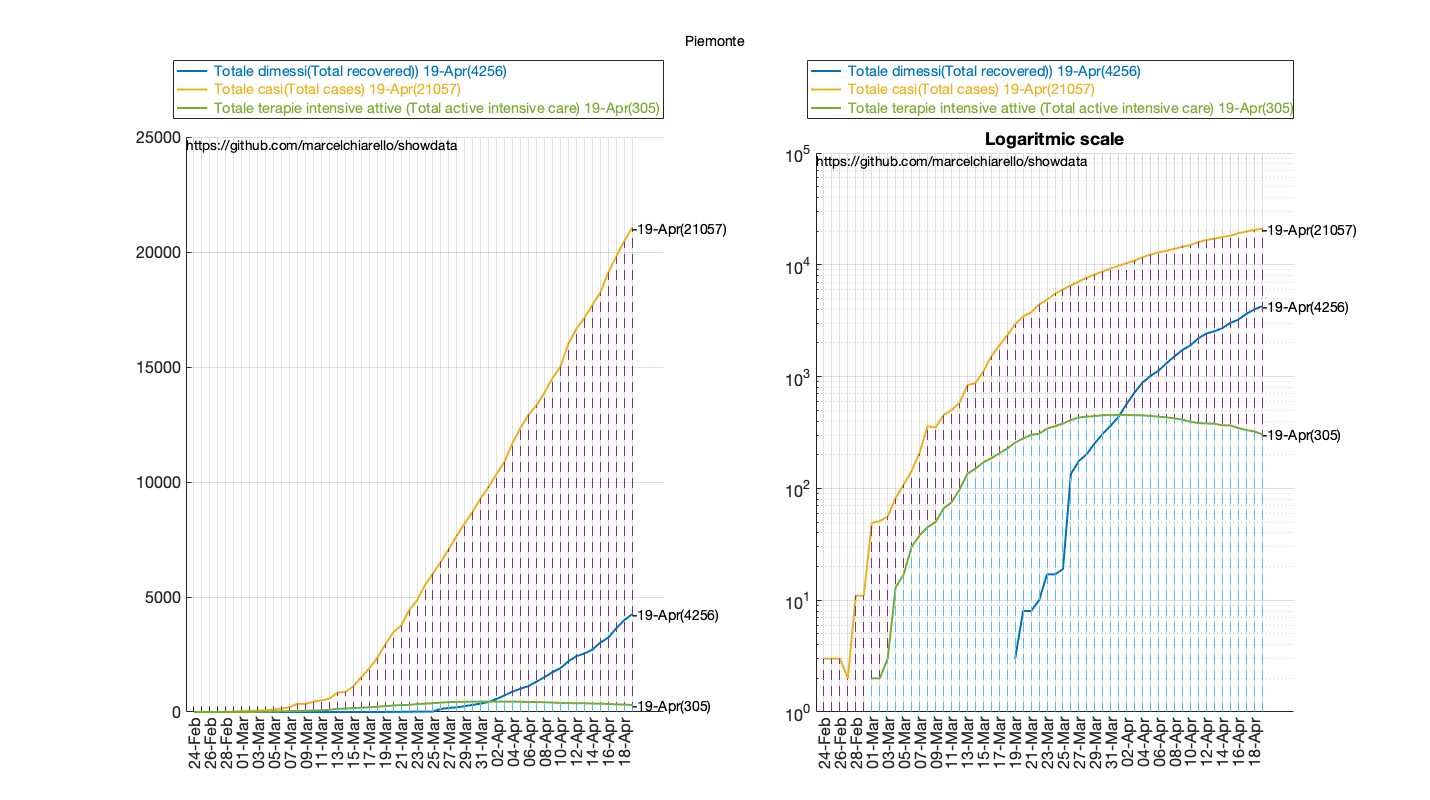 Piemonte
Totale dimessi(Total recovered)) 19-Apr(4256)
Totale casi(Total cases) 19-Apr(21057)
Totale terapie intensive attive (Total active intensive care) 19-Apr(305)
25000
20000
15000
10000
5000
0
https://github.com/marcelchiarello/showdata
19-Apr(21057)
19-Apr(4256)
19-Apr(305)
24-Feb
26-Feb
28-Feb
01-Mar
03-Mar
05-Mar
07-Mar
09-Mar
11-Mar
13-Mar
15-Mar
17-Mar
19-Mar
21-Mar
23-Mar
25-Mar
27-Mar
29-Mar
31-Mar
02-Apr
04-Apr
06-Apr
08-Apr
10-Apr
12-Apr
14-Apr
16-Apr
18-Apr
Totale dimessi(Total recovered)) 19-Apr(4256)
Totale casi(Total cases) 19-Apr(21057)
Totale terapie intensive attive (Total active intensive care) 19-Apr(305)
Logaritmic scale
10^5
10^4
10^3
10^2
10^1
10^0
https://github.com/marcelchiarello/showdata
19-Apr(21057)
19-Apr(4256)
19-Apr(305)
24-Feb
26-Feb
28-Feb
01-Mar
03-Mar
05-Mar
07-Mar
09-Mar
11-Mar
13-Mar
15-Mar
17-Mar
19-Mar
21-Mar
23-Mar
25-Mar
27-Mar
29-Mar
31-Mar
02-Apr
04-Apr
06-Apr
08-Apr
10-Apr
12-Apr
14-Apr
16-Apr
18-Apr